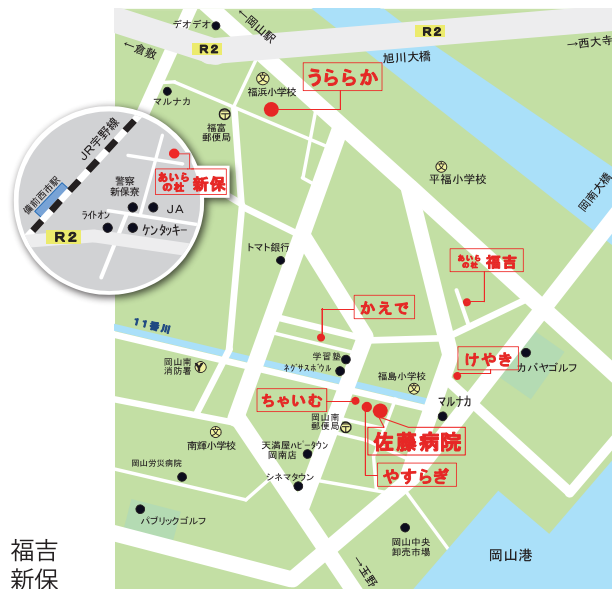 デオデオ
←岡山駅
R2
R2
→西大寺
←倉敷
旭川大橋
うららか
福浜小学校
マルナカ
福富
郵便局
JR宇野線
備前西市駅
あいら
の杜 新保
警察
新保寮
JA
ライトオン
ケンタッキー
R2
平福小学校
岡南大橋
トマト銀行
あいら
の杜 福吉
かえで
11番川
学習塾
ネグサスボウル
岡山南
消防署
福島小学校
けやき
カバヤゴルフ
ちゃいむ
マルナカ
岡山南
郵便局
佐藤病院
南輝小学校
天満屋ハピータウン
岡南店
やすらぎ
岡山労災病院
シネマタウン
パブリックゴルフ
岡山中央
卸売市場
岡山港
→玉野
福吉
新保